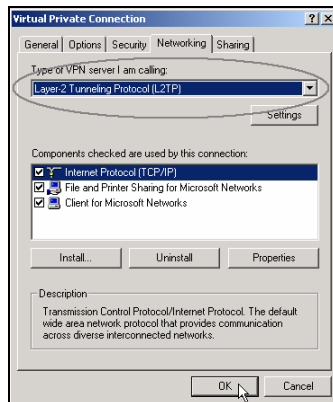 Virtual Private Connection
General Options Security Networking Sharing
Type of VPN server I am calling:
Layer-2 Tunneling Protocol (L2TP)
Settings
Components checked are used by this connection:
Internet Protocol (TCP/IP)
File and Printer Sharing for Microsoft Networks
Client for Microsoft Networks
Install... Uninstall Properties
Description
Transmission Control Protocol/Internet Protocol. The default
wide area network protocol that provides communication
across diverse interconnected networks.
OK Cancel